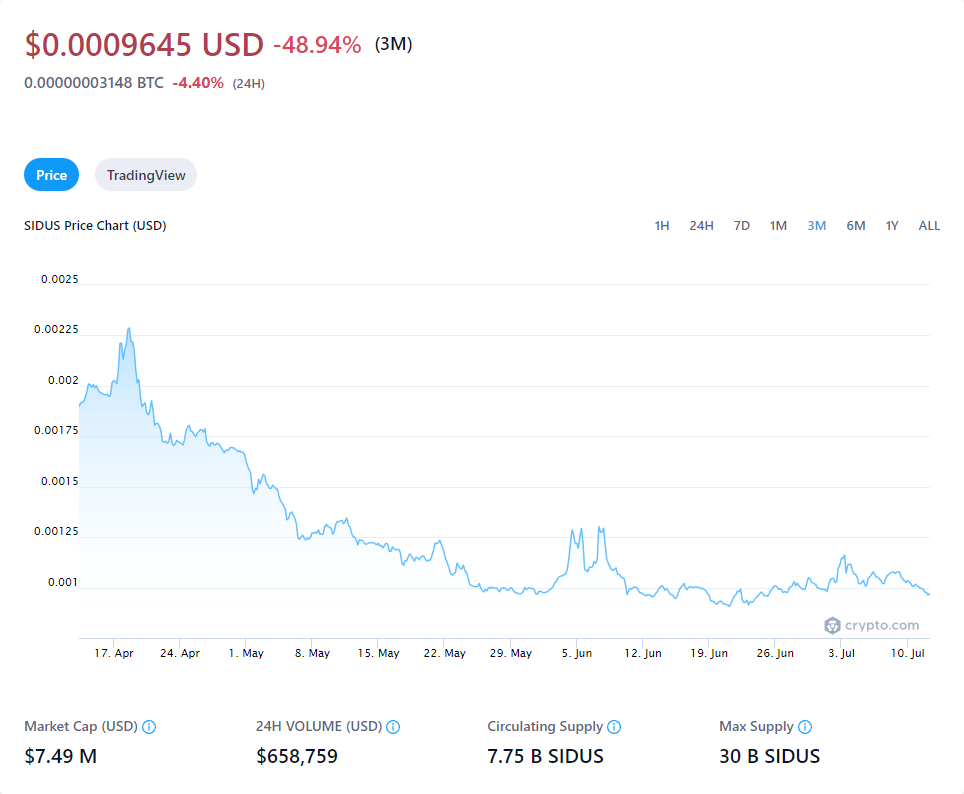 $0.0009645 USD -48.94% (3M)
0.00000003148 BTC -4.40% (24H)
Price TradingView
SIDUS Price Chart (USD) 1H 24H 7D 1M 3M 6M 1Y ALL
0.0025
0.00225
0.002
0.00175
0.0015
0.00125
0.001
crypto.com
17. Apr 24. Apr 1. May 8. May 15. May 22. May 29. May 5. Jun 12. Jun 19. Jun 26. Jun 3. Jul 10. Jul
Market Cap (USD) 24H VOLUME (USD) Circulating Supply Max Supply
$7.49 M $658,759 7.75 B SIDUS 30 B SIDUS